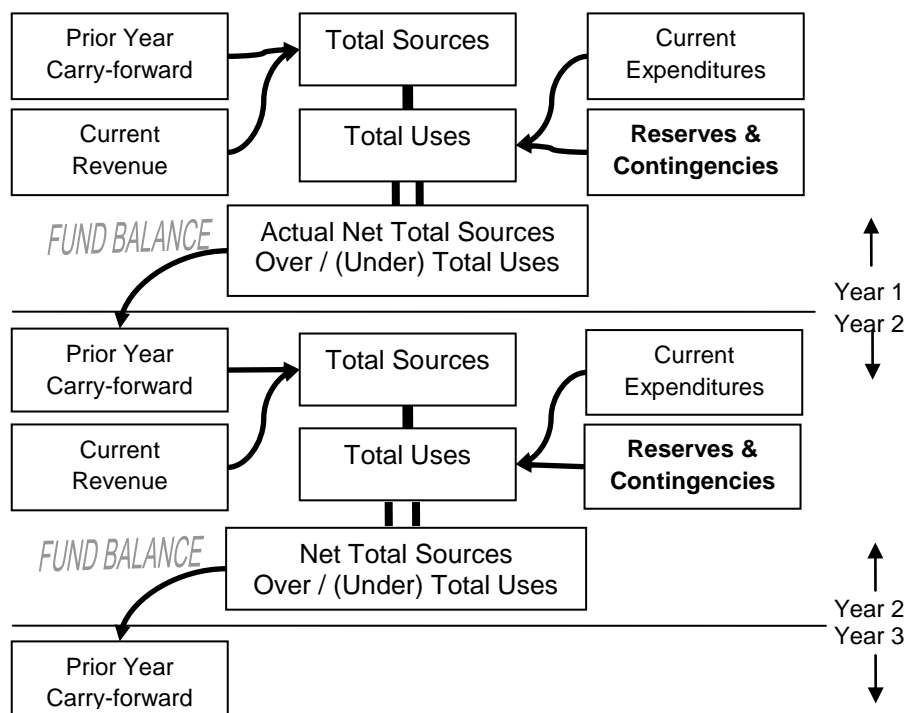 Prior Year
Carry-forward
Total Sources
Current
Expenditures
Current
Revenue
Total Uses
Reserves &
Contingencies
FUND BALANCE
Actual Net Total Sources
Over / (Under) Total Uses
Year 1
Year 2
Prior Year
Carry-forward
Total Sources
Current
Expenditures
Current
Revenue
Total Uses
Reserves &
Contingencies
FUND BALANCE
Net Total Sources
Over / (Under) Total Uses
Year 2
Year 3
Prior Year
Carry-forward